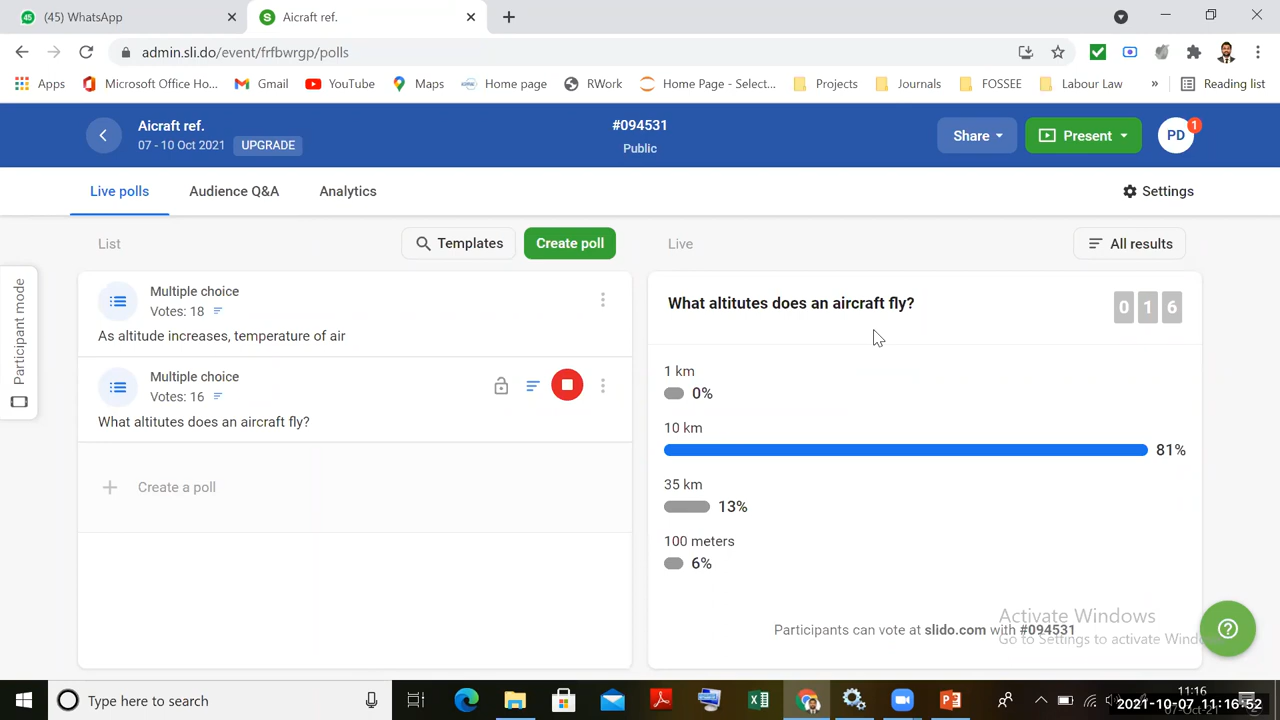 (45) WhatsApp
Aicraft ref.
admin.sli.do/event/frfbwrgp/polls
Apps
Microsoft Office Ho...
Gmail
YouTube
Maps
Home page
RWork
Home Page - Select...
Projects
Journals
FOSSEE
Labour Law
»
Reading list
Aicraft ref.
07 - 10 Oct 2021
UPGRADE
#094531
Public
Share
Present
PD
1
Live polls
Audience Q&A
Analytics
Settings
List
Templates
Create poll
Live
All results
Participant mode
Multiple choice
Votes: 18
As altitude increases, temperature of air
Multiple choice
Votes: 16
What altitutes does an aircraft fly?
Create a poll
What altitutes does an aircraft fly?
016
1 km
0%
10 km
81%
35 km
13%
100 meters
6%
Participants can vote at slido.com with #094531
Activate Windows
Go to Settings to activate Windo
Type here to search
11:16
2021-10-07 11:16:52